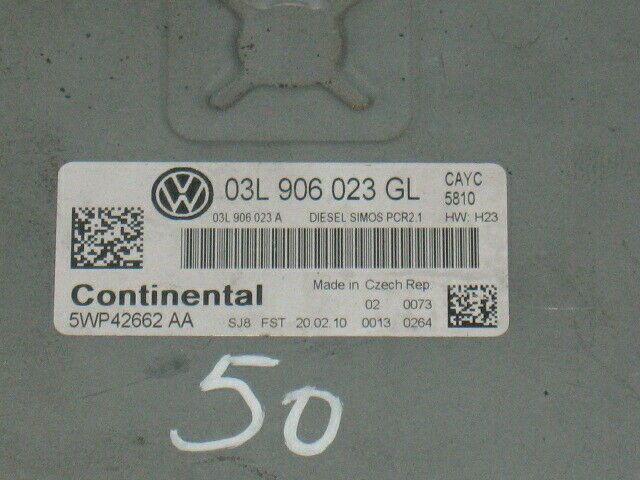 03L 906 023 GL
CAYC
5810
03L 906 023 A DIESEL SIMOS PCR2.1 HW: H23
Made in Czech Rep.
Continental
02 0073
5WP42662 AA SJ8 FST 20.02.10 0013 0264
50